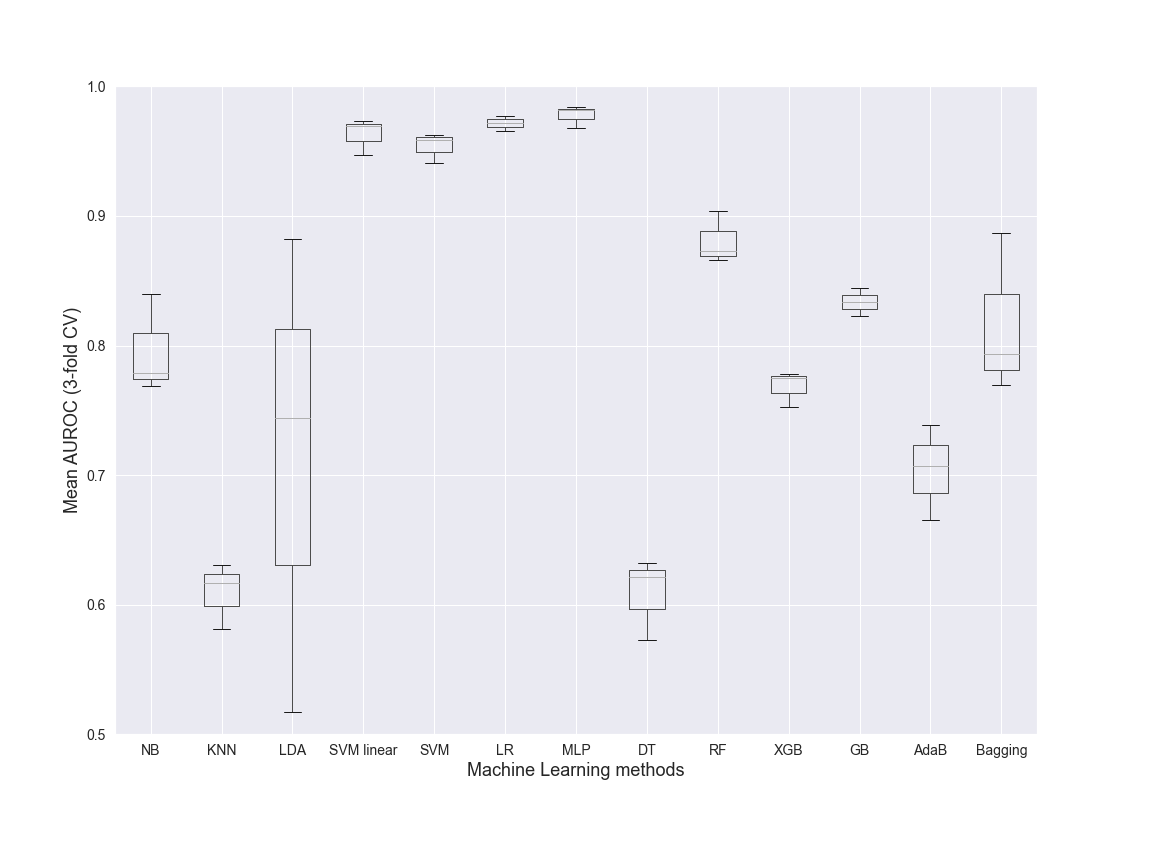 Mean AUROC (3-fold CV)
1.0
0.9
0.8
0.7
0.6
0.5
NB KNN LDA SVM linear SVM LR MLP DT RF XGB GB AdaB Bagging
Machine Learning methods